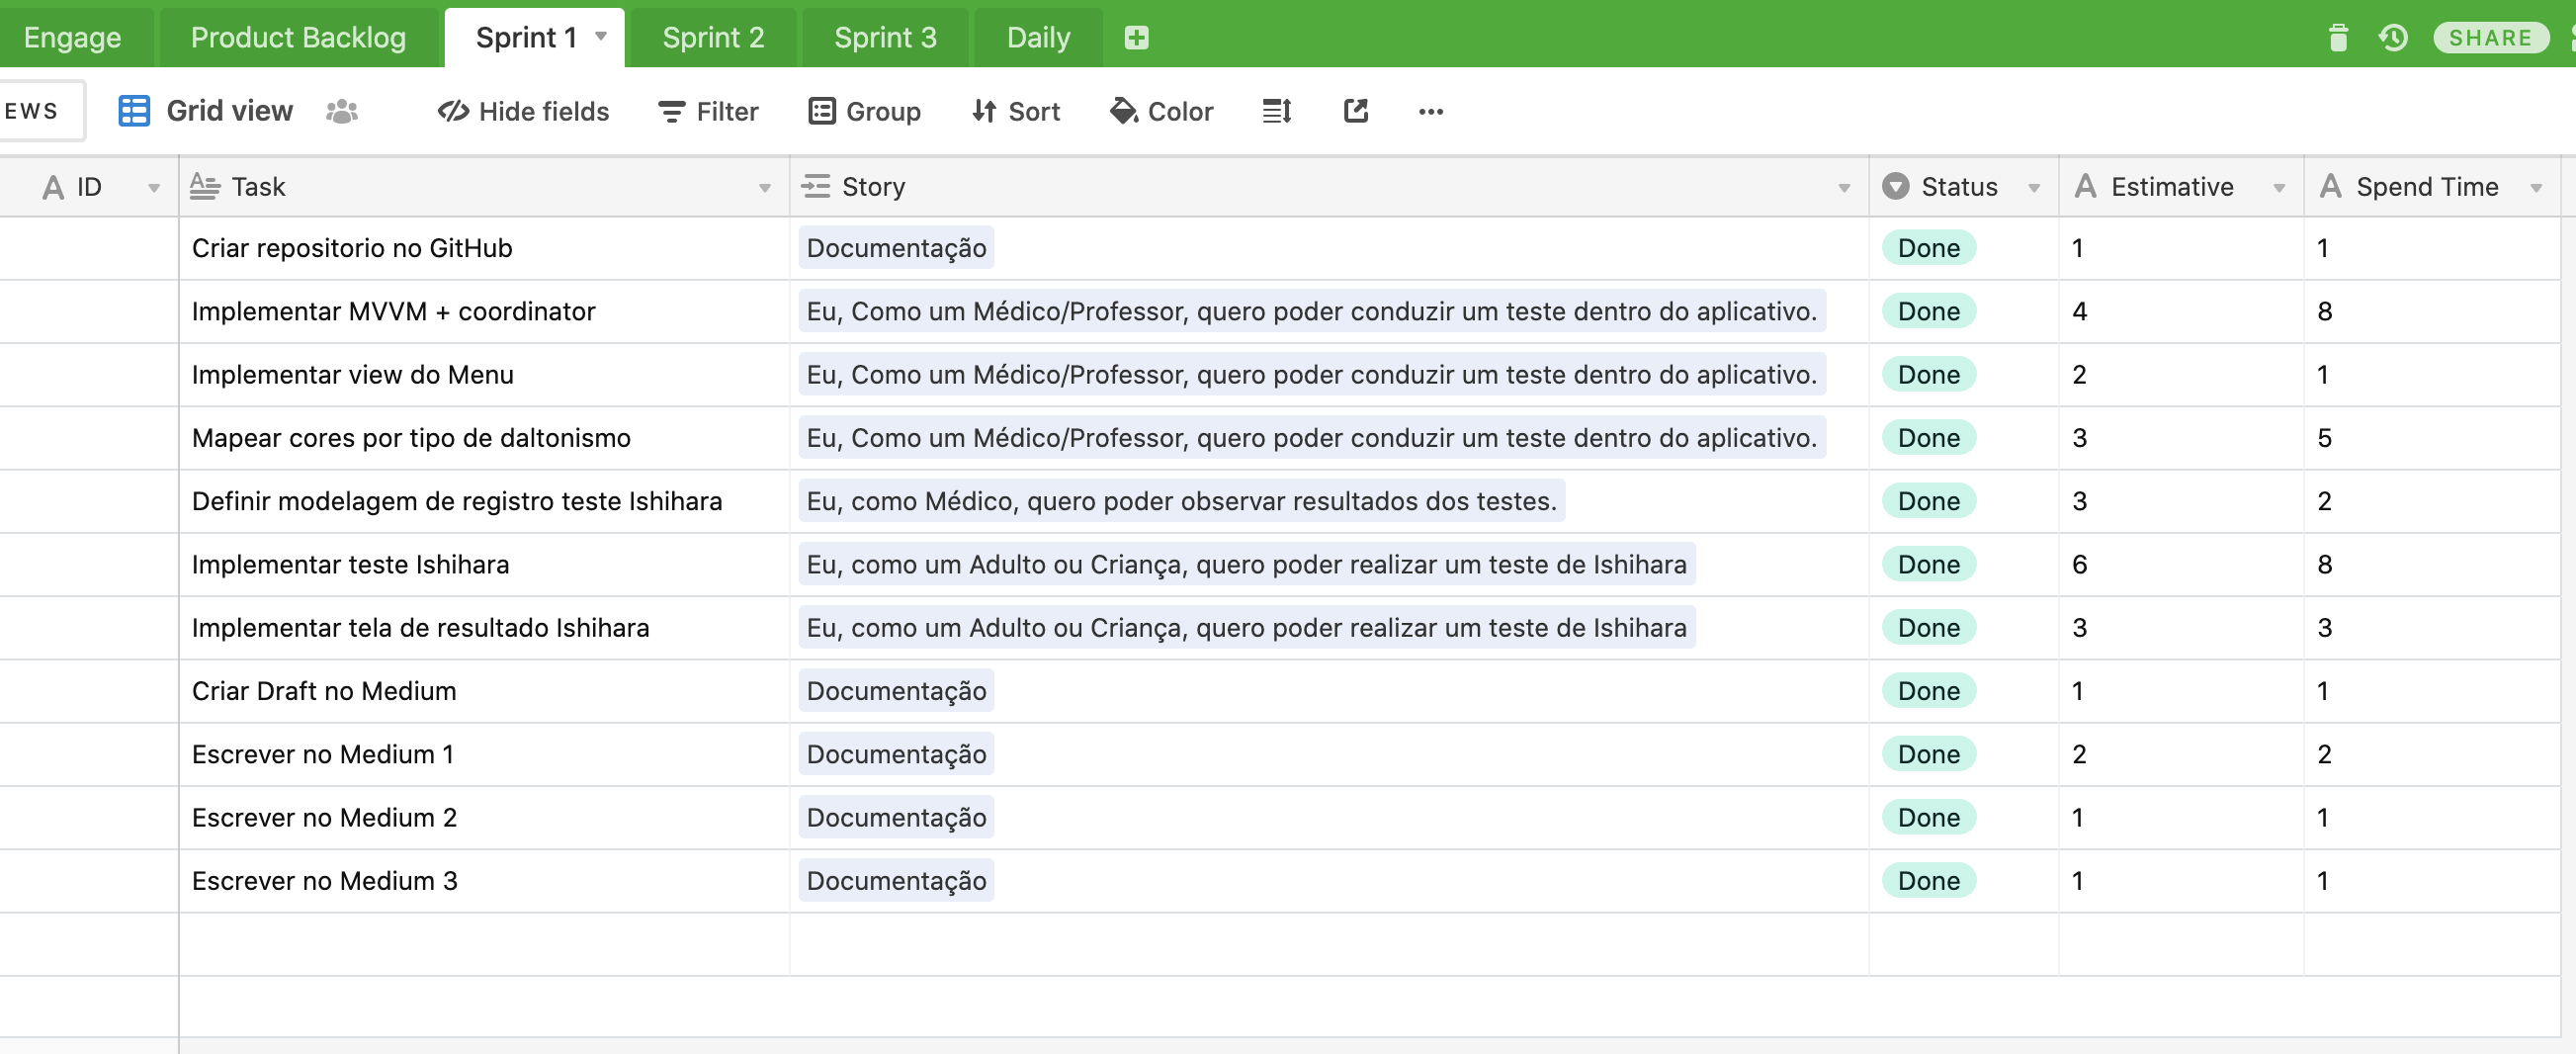 Engage Product Backlog Sprint 1 Sprint 2 Sprint 3 Daily SHARE
EWS Grid view Hide fields Filter Group Sort Color
ID Task Story Status Estimative Spend Time
Criar repositorio no GitHub Documentação Done 1 1
Implementar MVVM + coordinator Eu, Como um Médico/Professor, quero poder conduzir um teste dentro do aplicativo. Done 4 8
Implementar view do Menu Eu, Como um Médico/Professor, quero poder conduzir um teste dentro do aplicativo. Done 2 1
Mapear cores por tipo de daltonismo Eu, Como um Médico/Professor, quero poder conduzir um teste dentro do aplicativo. Done 3 5
Definir modelagem de registro teste Ishihara Eu, como Médico, quero poder observar resultados dos testes. Done 3 2
Implementar teste Ishihara Eu, como um Adulto ou Criança, quero poder realizar um teste de Ishihara Done 6 8
Implementar tela de resultado Ishihara Eu, como um Adulto ou Criança, quero poder realizar um teste de Ishihara Done 3 3
Criar Draft no Medium Documentação Done 1 1
Escrever no Medium 1 Documentação Done 2 2
Escrever no Medium 2 Documentação Done 1 1
Escrever no Medium 3 Documentação Done 1 1